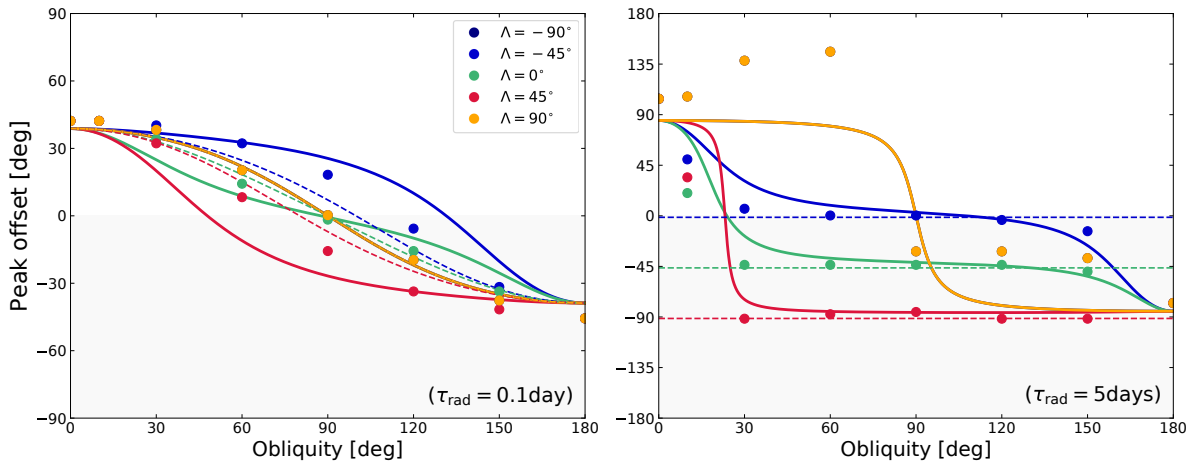 90
60
30
0
−30
−60
−90
Peak offset [deg]
0 30 60 90 120 150 180
Obliquity [deg]
Λ = − 90°
Λ = − 45°
Λ = 0°
Λ = 45°
Λ = 90°
(τrad = 0.1day)
180
135
90
45
0
−45
−90
−135
−180
0 30 60 90 120 150 180
Obliquity [deg]
(τrad = 5days)